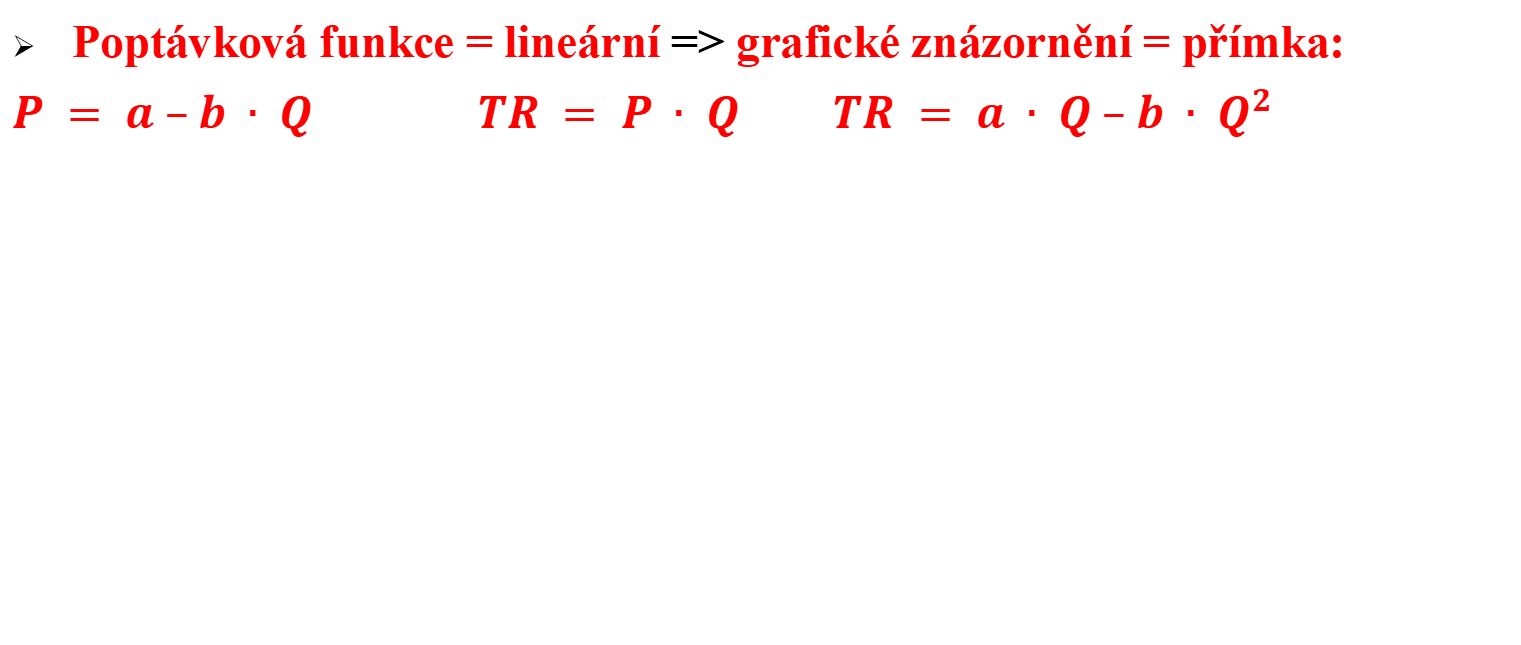 ➢ Poptávková funkce = lineární => grafické znázornění = přímka:
P = a – b · Q TR = P · Q TR = a · Q – b · Q²